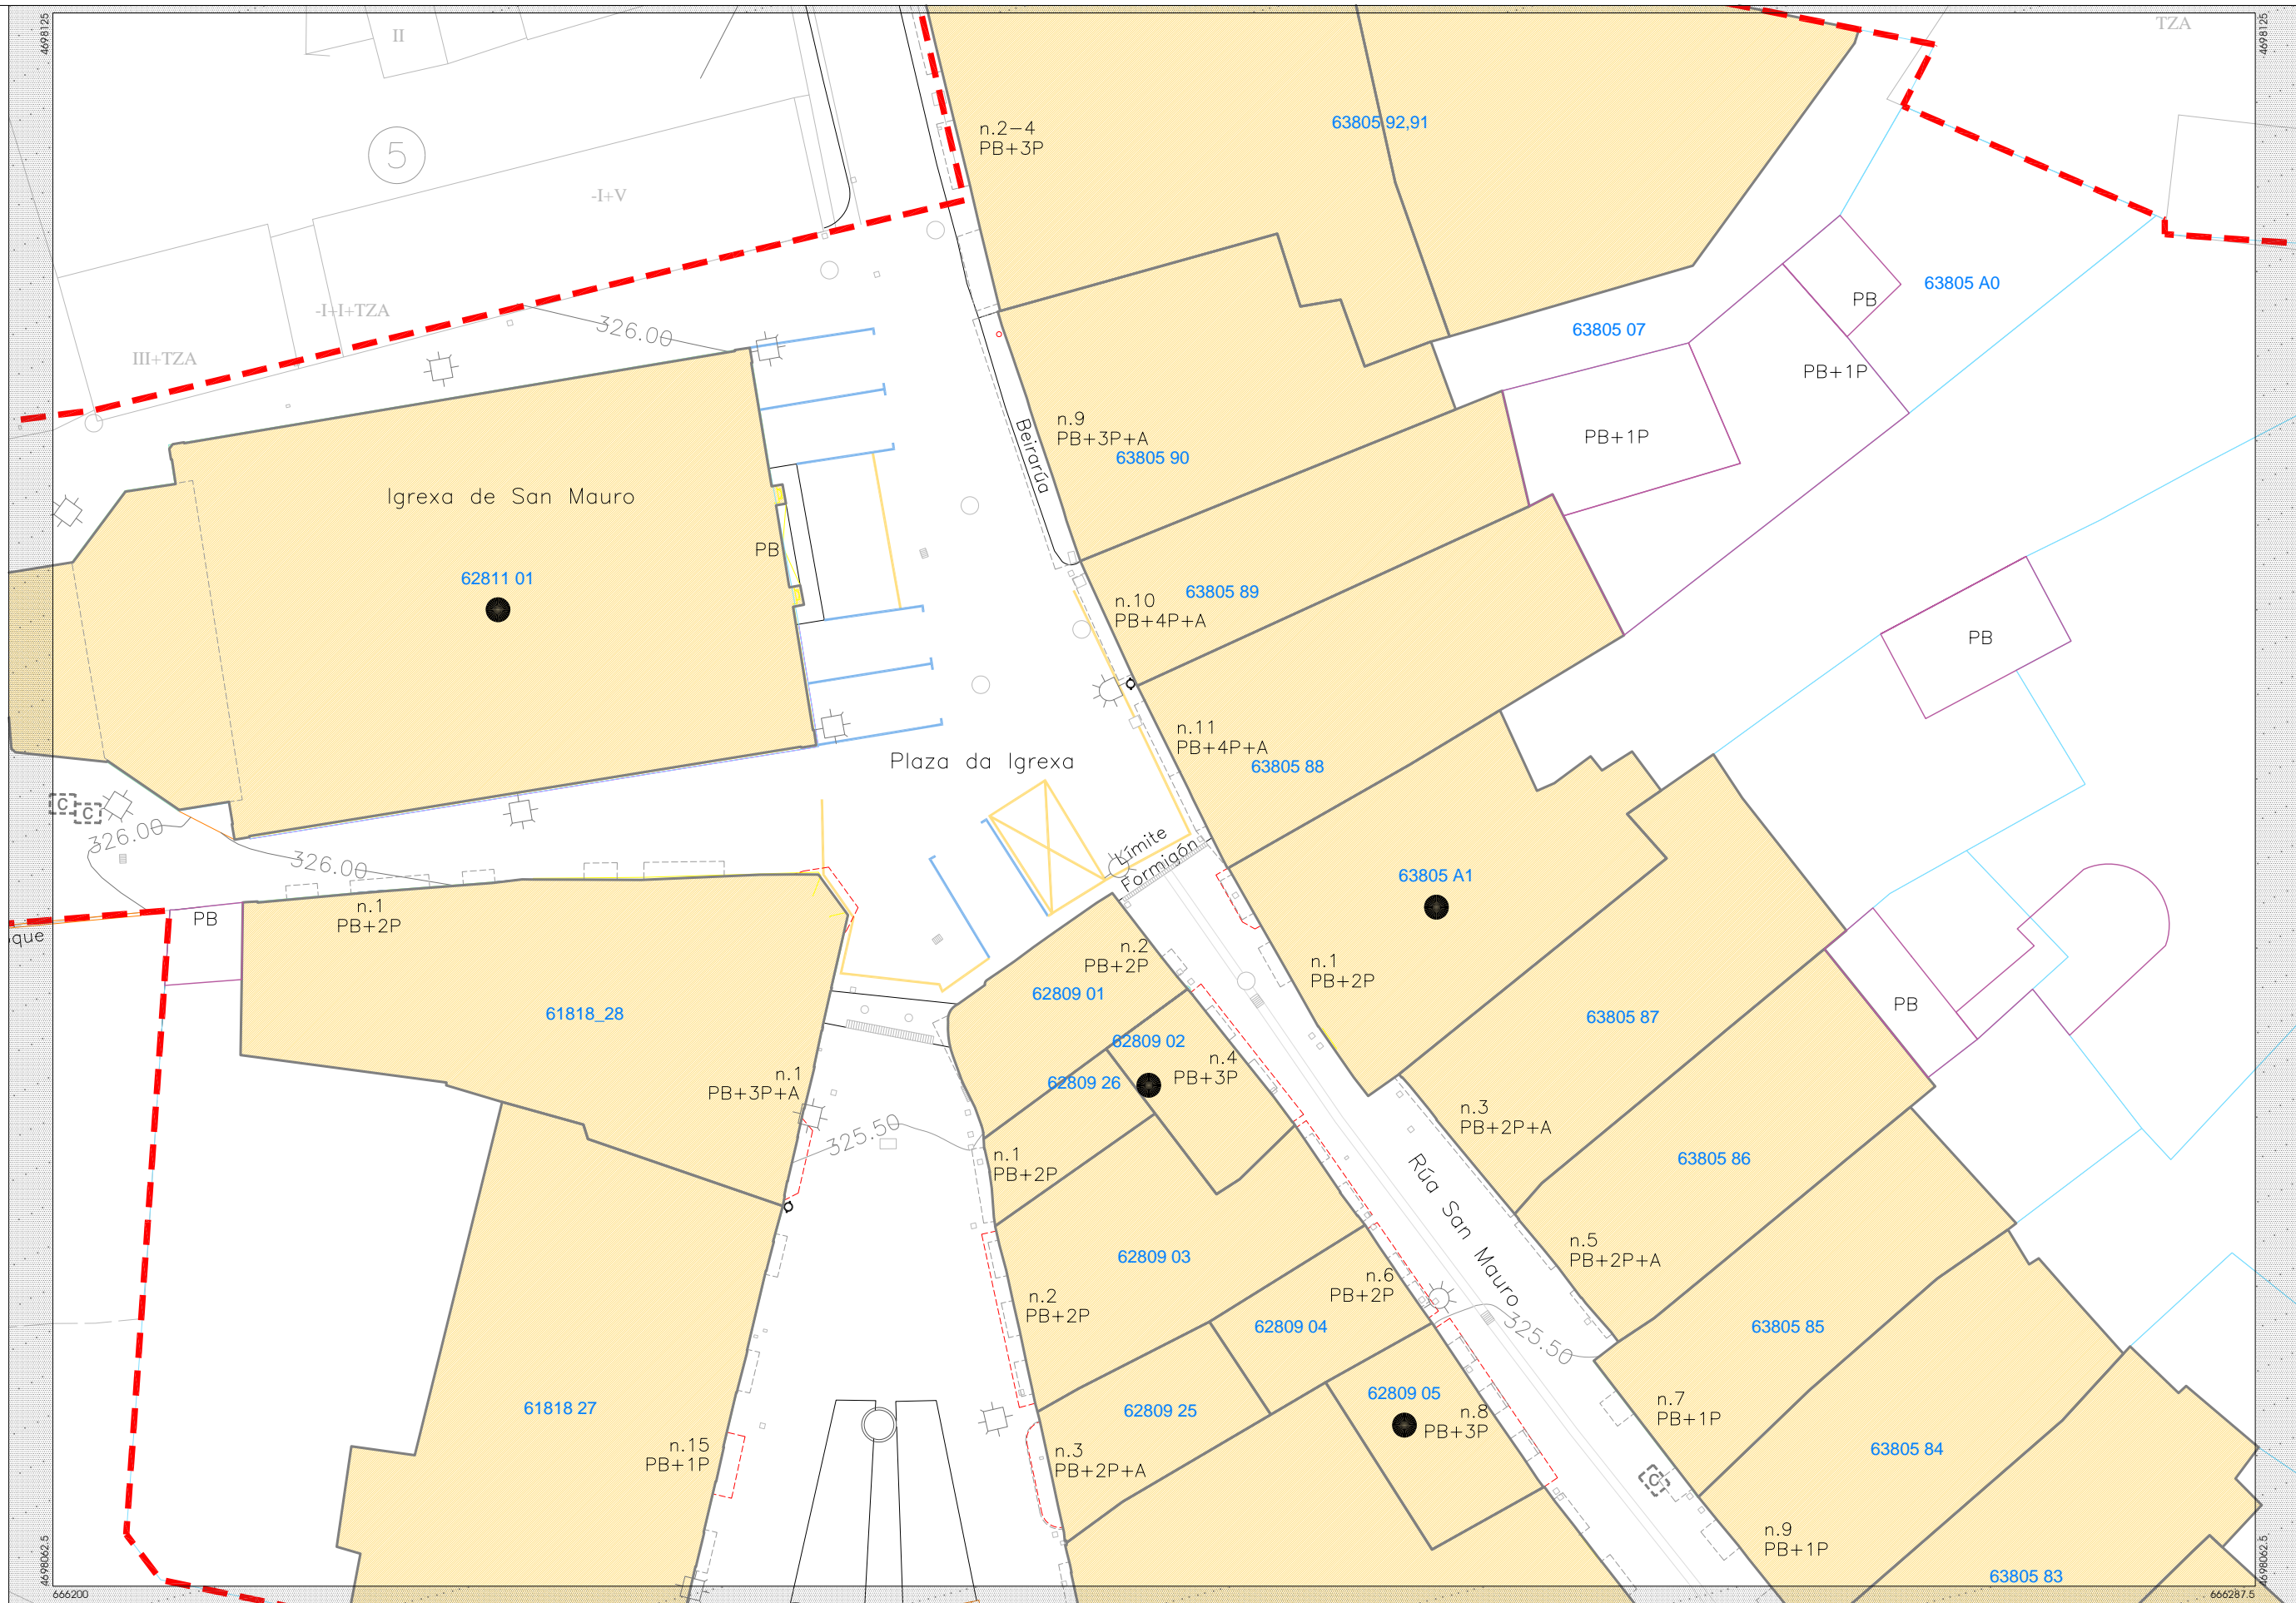 4698125
4698125
II
TZA
5
n.2-4
PB+3P
63805 92,91
-I+V
-I+I+TZA
III+TZA
326.00
63805 A0
PB
63805 07
PB+1P
PB+1P
Beirarúa
n.9
PB+3P+A
63805 90
Igrexa de San Mauro
PB
62811 01
63805 89
n.10
PB+4P+A
PB
n.11
PB+4P+A
63805 88
Plaza da Igrexa
C
C
326.00
326.00
Límite
Formigón
63805 A1
PB
n.1
PB+2P
que
n.2
PB+2P
n.1
PB+2P
62809 01
61818_28
63805 87
PB
62809 02
n.4
PB+3P
62809 26
n.1
PB+3P+A
n.3
PB+2P+A
325.50
n.1
PB+2P
63805 86
Rúa San Mauro
62809 03
n.5
PB+2P+A
n.6
PB+2P
n.2
PB+2P
62809 04
325.50
63805 85
62809 05
n.7
PB+1P
61818 27
62809 25
n.8
PB+3P
n.15
PB+1P
n.3
PB+2P+A
63805 84
C
n.9
PB+1P
63805 83
4698062.5
4698062.5
666200
666287.5